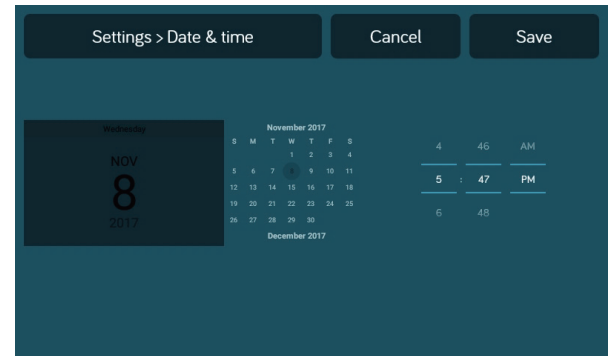 Settings > Date & time
Cancel
Save
Wednesday
NOV
8
2017
November 2017
S M T W T F S
1 2 3 4
5 6 7 8 9 10 11
12 13 14 15 16 17 18
19 20 21 22 23 24 25
26 27 28 29 30
December 2017
4 46 AM
5 : 47 PM
6 48